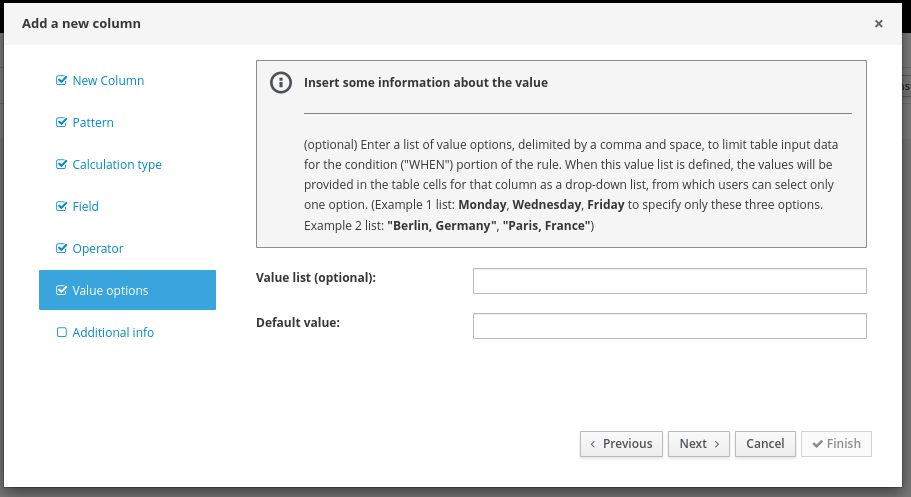 Add a new column
×
New Column
Pattern
Calculation type
Field
Operator
Value options
Additional info
Insert some information about the value
(optional) Enter a list of value options, delimited by a comma and space, to limit table input data
for the condition ("WHEN") portion of the rule. When this value list is defined, the values will be
provided in the table cells for that column as a drop-down list, from which users can select only
one option. (Example 1 list: Monday, Wednesday, Friday to specify only these three options.
Example 2 list: "Berlin, Germany", "Paris, France")
Value list (optional):
Default value:
Previous
Next
Cancel
Finish